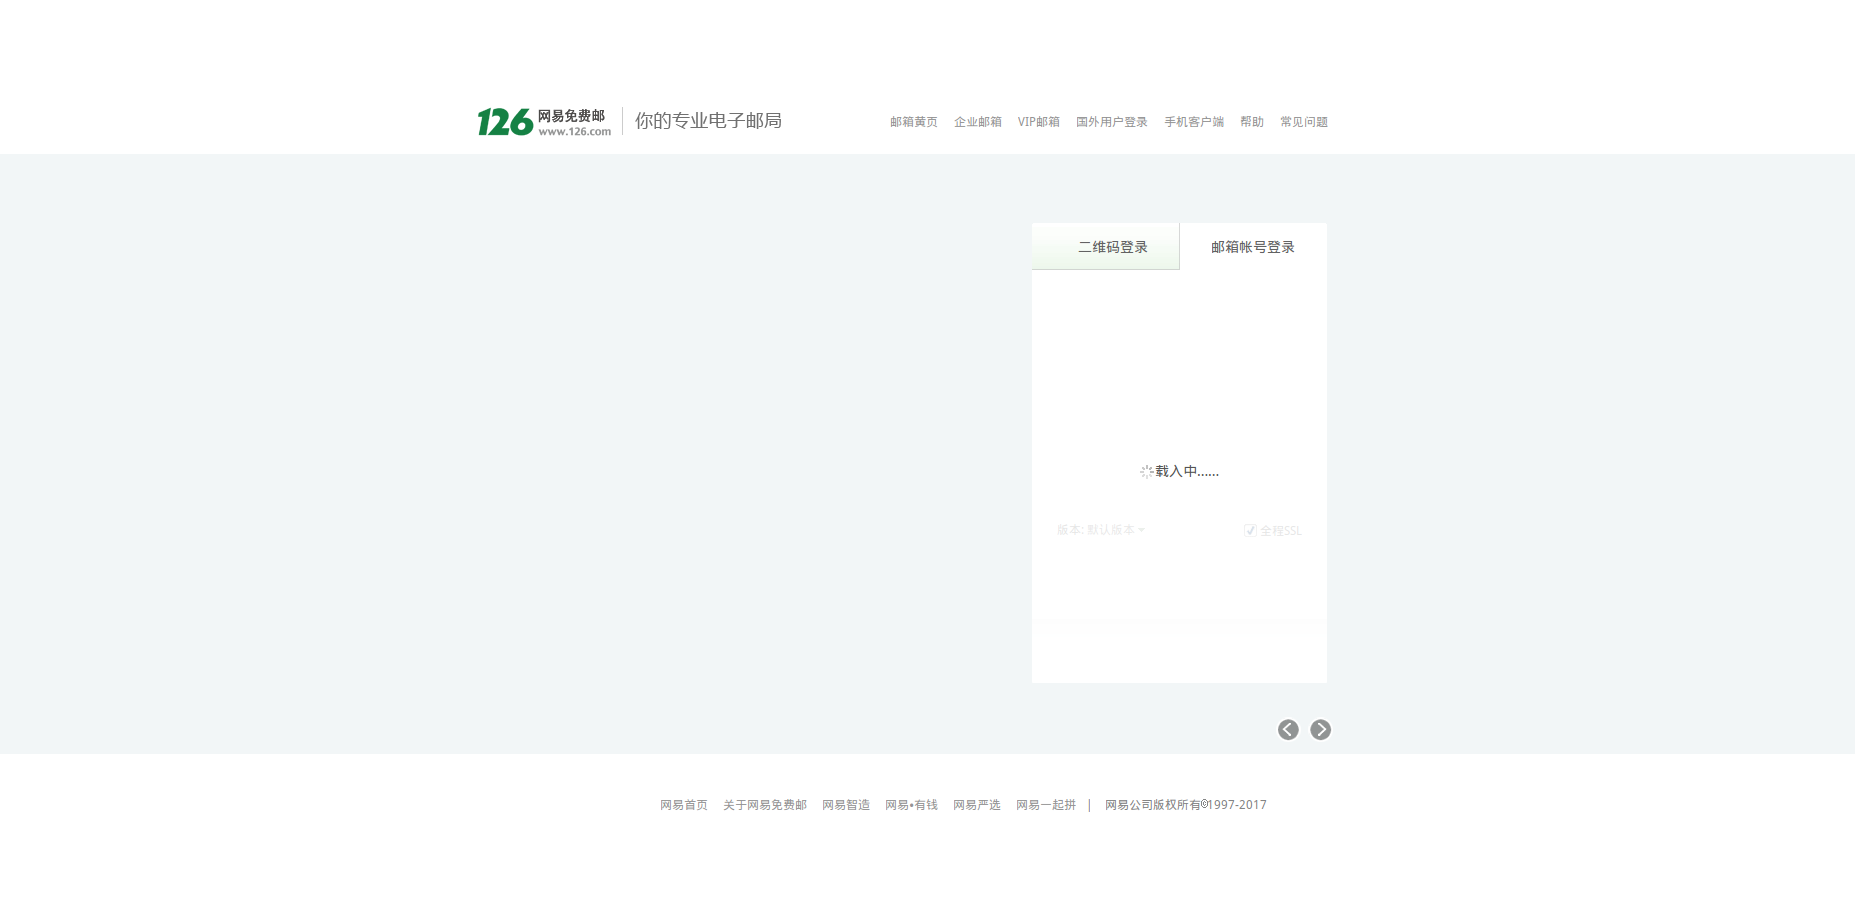 126 网易免费邮
www.126.com
你的专业电子邮局
邮箱黄页 企业邮箱 VIP邮箱 国外用户登录 手机客户端 帮助 常见问题
二维码登录 邮箱帐号登录
载入中......
版本: 默认版本 全程SSL
网易首页 关于网易免费邮 网易智造 网易•有钱 网易严选 网易一起拼 | 网易公司版权所有©1997-2017